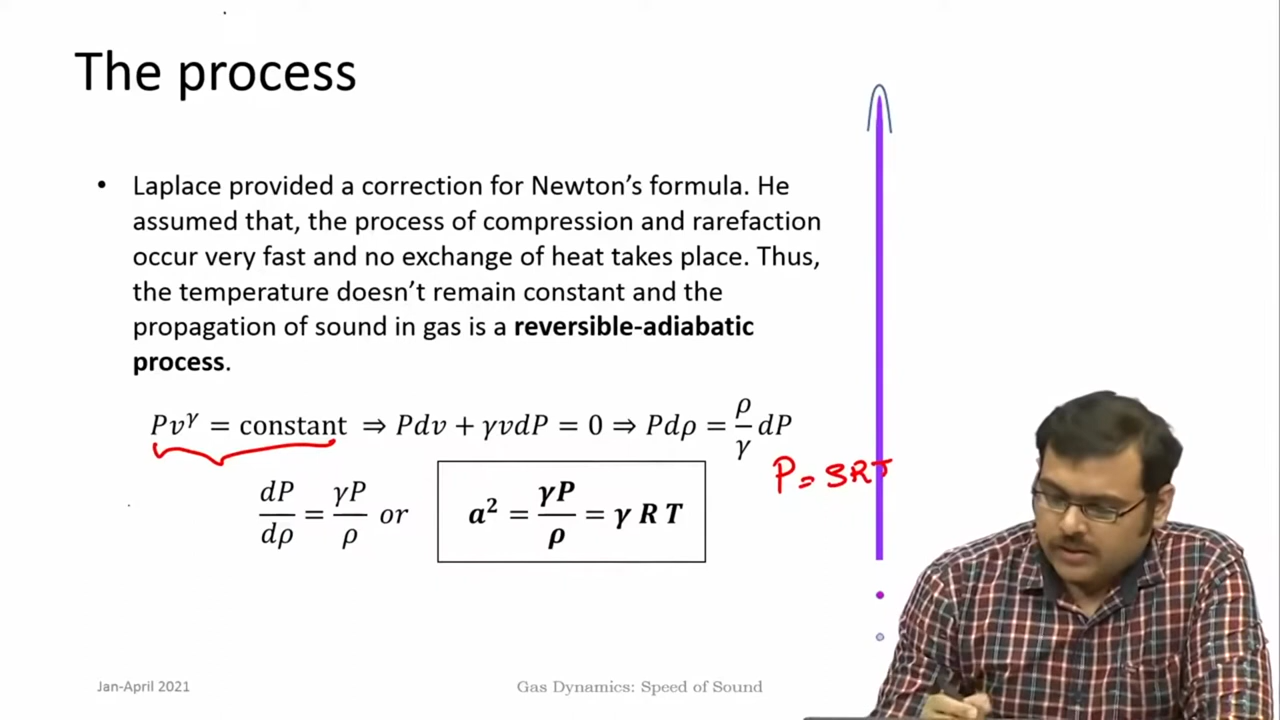 The process
• Laplace provided a correction for Newton’s formula. He
assumed that, the process of compression and rarefaction
occur very fast and no exchange of heat takes place. Thus,
the temperature doesn’t remain constant and the
propagation of sound in gas is a reversible-adiabatic
process.
Pv^γ = constant ⇒ Pdv + γvdP = 0 ⇒ Pdρ = ρ/γ dP
P = SRT
dP/dρ = γP/ρ or a² = γP/ρ = γ R T
Jan-April 2021
Gas Dynamics: Speed of Sound